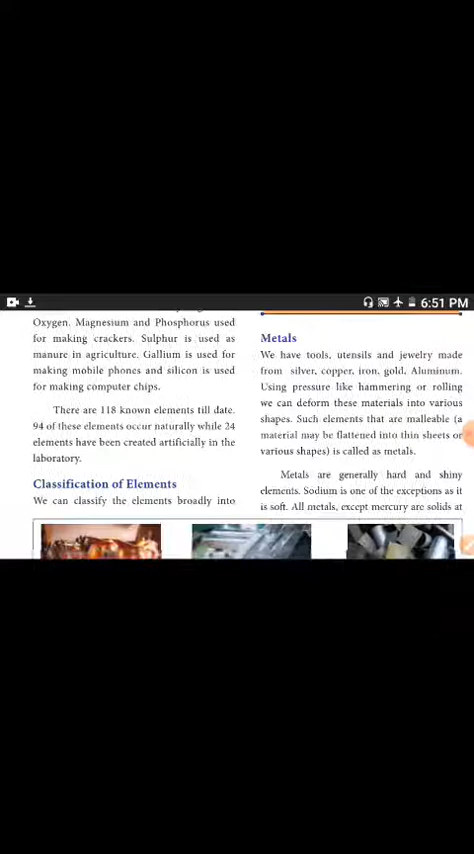 6:51 PM
Oxygen. Magnesium and Phosphorus used
for making crackers. Sulphur is used as
manure in agriculture. Gallium is used for
making mobile phones and silicon is used
for making computer chips.
There are 118 known elements till date.
94 of these elements occur naturally while 24
elements have been created artificially in the
laboratory.
Classification of Elements
We can classify the elements broadly into
Metals
We have tools, utensils and jewelry made
from silver, copper, iron, gold, Aluminum.
Using pressure like hammering or rolling
we can deform these materials into various
shapes. Such elements that are malleable (a
material may be flattened into thin sheets or
various shapes) is called as metals.
Metals are generally hard and shiny
elements. Sodium is one of the exceptions as it
is soft. All metals, except mercury are solids at